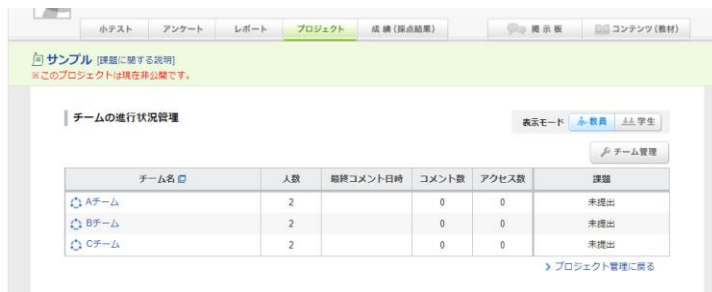 小テスト アンケート レポート プロジェクト 成績(採点結果) 掲示板 コンテンツ(教材)
サンプル [課題に関する説明]
※このプロジェクトは現在非公開です。
チームの進行状況管理
表示モード 教員 学生
チーム管理
チーム名 人数 最終コメント日時 コメント数 アクセス数 課題
Aチーム 2 0 0 未提出
Bチーム 2 0 0 未提出
Cチーム 2 0 0 未提出
プロジェクト管理に戻る